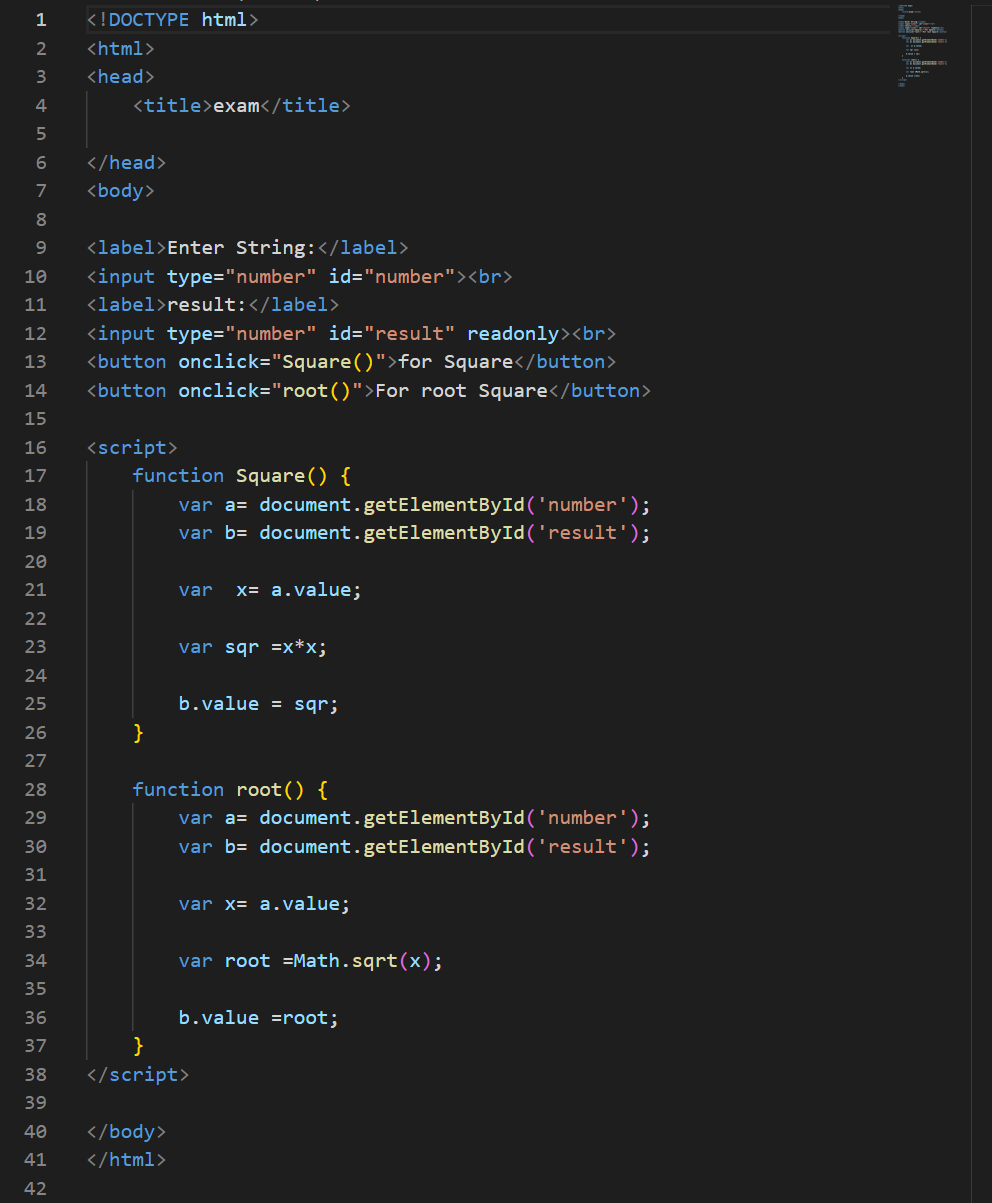 1 <!DOCTYPE html>
2 <html>
3 <head>
4     <title>exam</title>
5
6 </head>
7 <body>
8
9 <label>Enter String:</label>
10 <input type="number" id="number"><br>
11 <label>result:</label>
12 <input type="number" id="result" readonly><br>
13 <button onclick="Square()">for Square</button>
14 <button onclick="root()">For root Square</button>
15
16 <script>
17     function Square() {
18         var a= document.getElementById('number');
19         var b= document.getElementById('result');
20
21         var  x= a.value;
22
23         var sqr =x*x;
24
25         b.value = sqr;
26     }
27
28     function root() {
29         var a= document.getElementById('number');
30         var b= document.getElementById('result');
31
32         var x= a.value;
33
34         var root =Math.sqrt(x);
35
36         b.value =root;
37     }
38 </script>
39
40 </body>
41 </html>
42